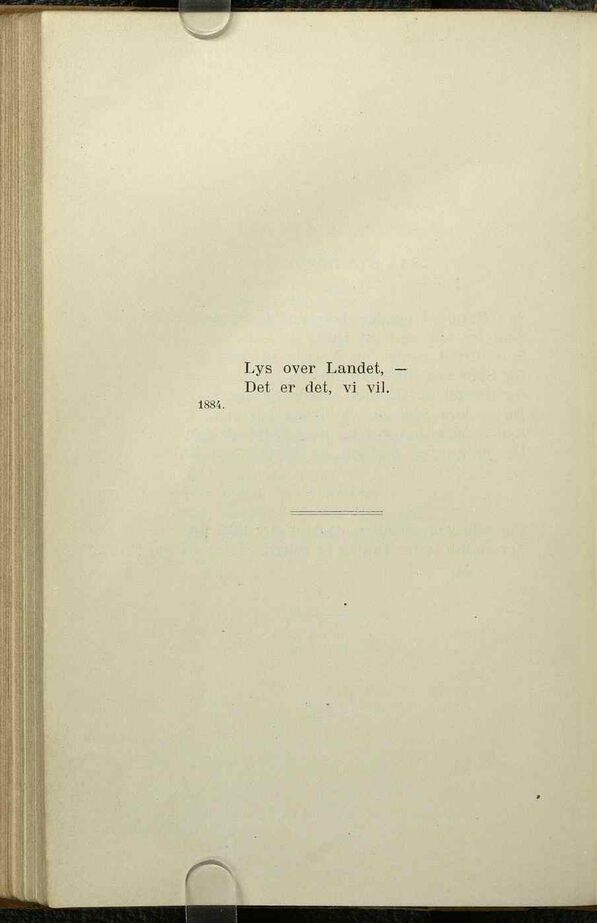 Lys over Landet, —
Det er det, vi vil.
1884.